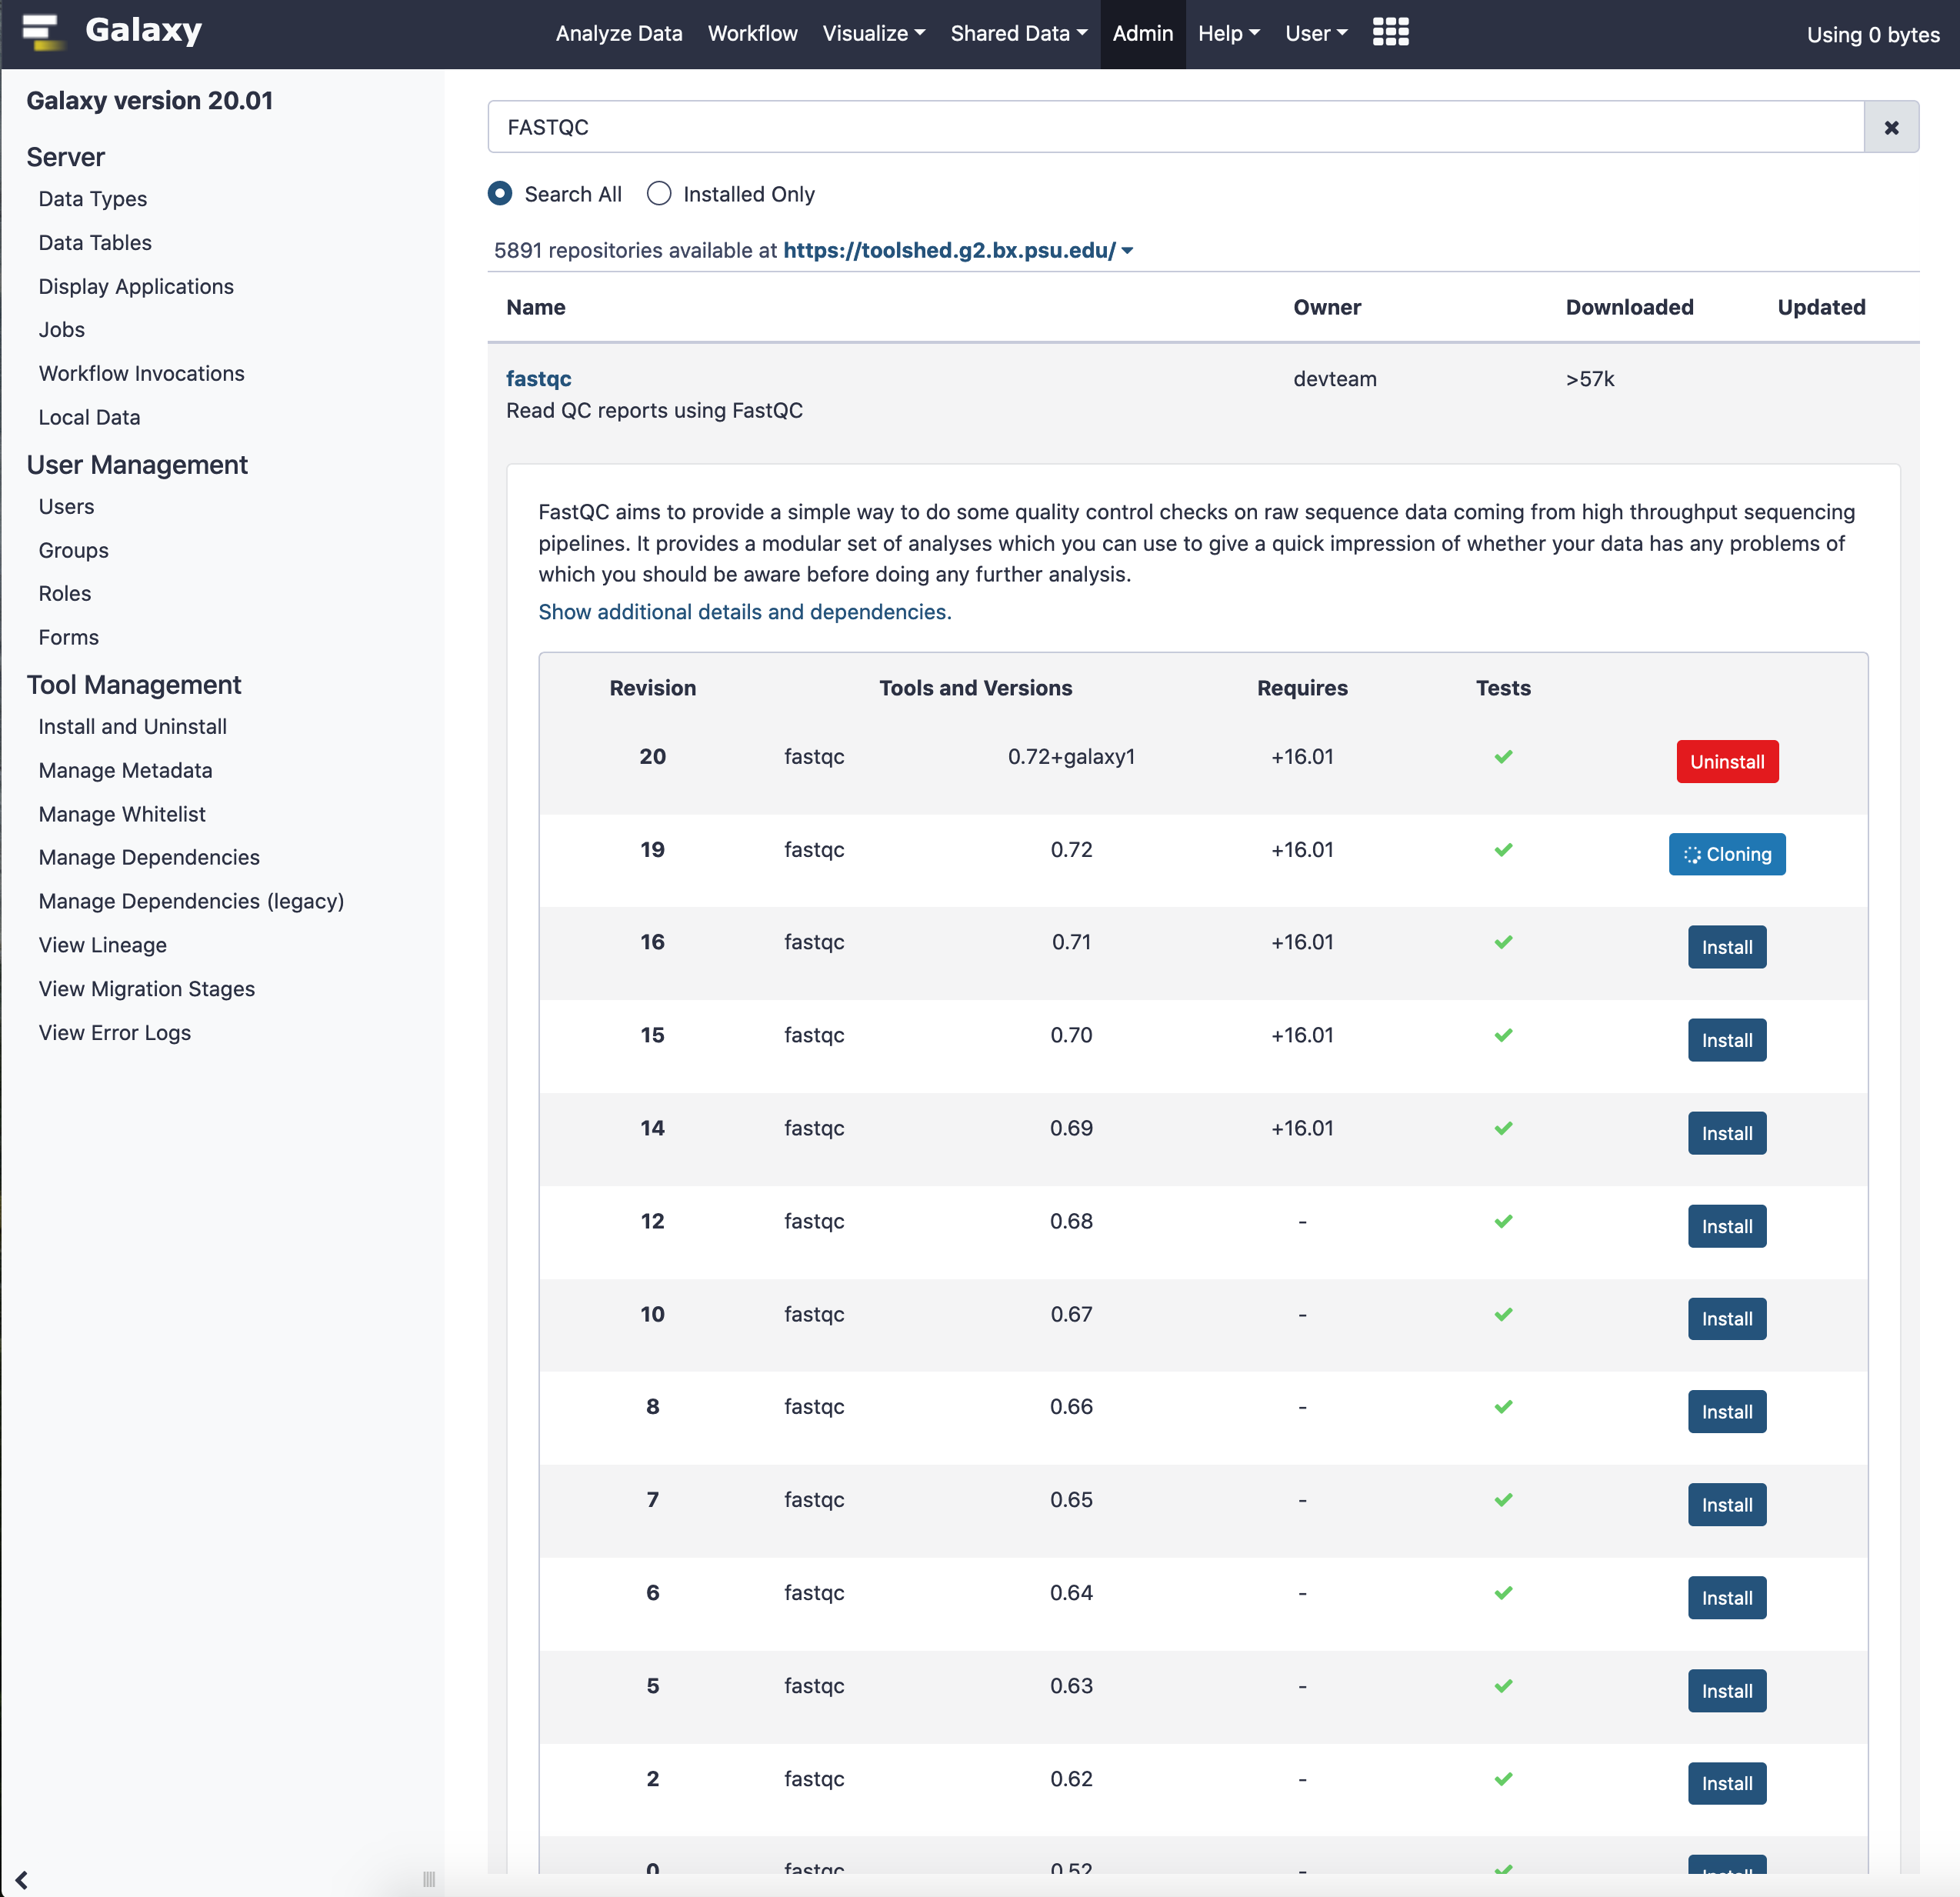 Galaxy Analyze Data Workflow Visualize Shared Data Admin Help User Using 0 bytes
Galaxy version 20.01
Server
Data Types
Data Tables
Display Applications
Jobs
Workflow Invocations
Local Data
User Management
Users
Groups
Roles
Forms
Tool Management
Install and Uninstall
Manage Metadata
Manage Whitelist
Manage Dependencies
Manage Dependencies (legacy)
View Lineage
View Migration Stages
View Error Logs
FASTQC
Search All Installed Only
5891 repositories available at https://toolshed.g2.bx.psu.edu/
Name Owner Downloaded Updated
fastqc devteam >57k
Read QC reports using FastQC
FastQC aims to provide a simple way to do some quality control checks on raw sequence data coming from high throughput sequencing
pipelines. It provides a modular set of analyses which you can use to give a quick impression of whether your data has any problems of
which you should be aware before doing any further analysis.
Show additional details and dependencies.
Revision Tools and Versions Requires Tests
20 fastqc 0.72+galaxy1 +16.01 Uninstall
19 fastqc 0.72 +16.01 Cloning
16 fastqc 0.71 +16.01 Install
15 fastqc 0.70 +16.01 Install
14 fastqc 0.69 +16.01 Install
12 fastqc 0.68 - Install
10 fastqc 0.67 - Install
8 fastqc 0.66 - Install
7 fastqc 0.65 - Install
6 fastqc 0.64 - Install
5 fastqc 0.63 - Install
2 fastqc 0.62 - Install
0 fastqc 0.52 - Install